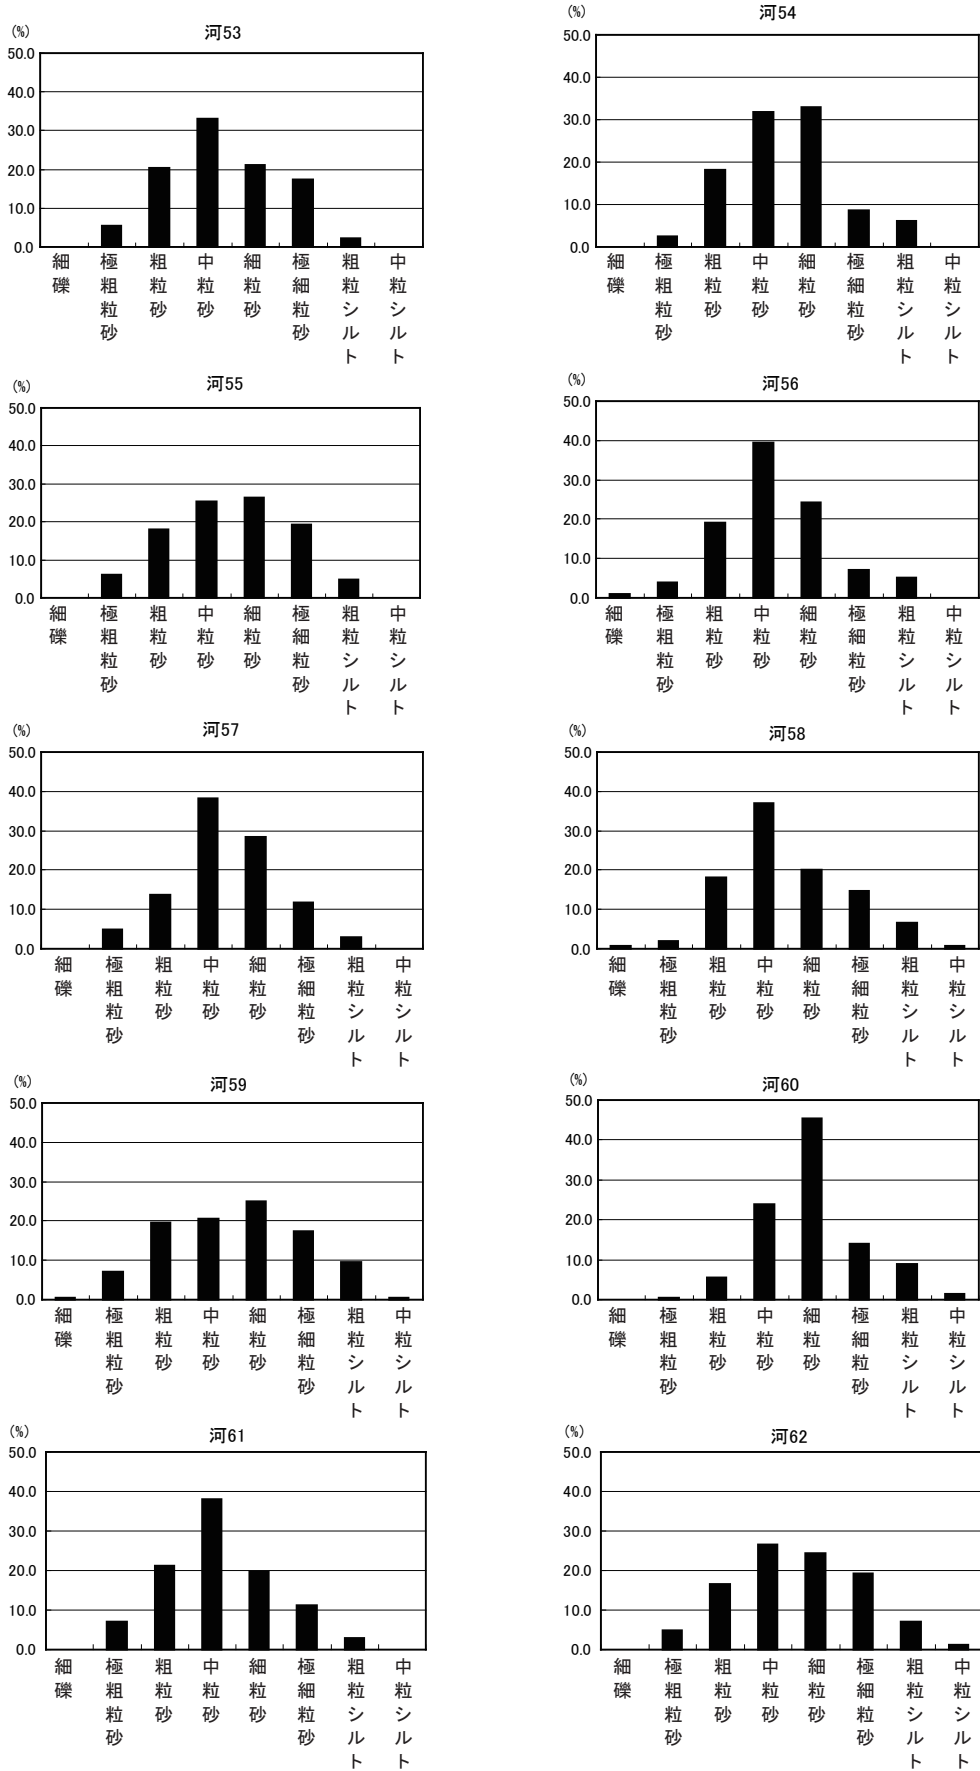 河53
(%)
50.0
40.0
30.0
20.0
10.0
0.0
細礫
極粗粒砂
粗粒砂
中粒砂
細粒砂
極細粒砂
粗粒シルト
中粒シルト
河54
(%)
50.0
40.0
30.0
20.0
10.0
0.0
細礫
極粗粒砂
粗粒砂
中粒砂
細粒砂
極細粒砂
粗粒シルト
中粒シルト
河55
(%)
50.0
40.0
30.0
20.0
10.0
0.0
細礫
極粗粒砂
粗粒砂
中粒砂
細粒砂
極細粒砂
粗粒シルト
中粒シルト
河56
(%)
50.0
40.0
30.0
20.0
10.0
0.0
細礫
極粗粒砂
粗粒砂
中粒砂
細粒砂
極細粒砂
粗粒シルト
中粒シルト
河57
(%)
50.0
40.0
30.0
20.0
10.0
0.0
細礫
極粗粒砂
粗粒砂
中粒砂
細粒砂
極細粒砂
粗粒シルト
中粒シルト
河58
(%)
50.0
40.0
30.0
20.0
10.0
0.0
細礫
極粗粒砂
粗粒砂
中粒砂
細粒砂
極細粒砂
粗粒シルト
中粒シルト
河59
(%)
50.0
40.0
30.0
20.0
10.0
0.0
細礫
極粗粒砂
粗粒砂
中粒砂
細粒砂
極細粒砂
粗粒シルト
中粒シルト
河60
(%)
50.0
40.0
30.0
20.0
10.0
0.0
細礫
極粗粒砂
粗粒砂
中粒砂
細粒砂
極細粒砂
粗粒シルト
中粒シルト
河61
(%)
50.0
40.0
30.0
20.0
10.0
0.0
細礫
極粗粒砂
粗粒砂
中粒砂
細粒砂
極細粒砂
粗粒シルト
中粒シルト
河62
(%)
50.0
40.0
30.0
20.0
10.0
0.0
細礫
極粗粒砂
粗粒砂
中粒砂
細粒砂
極細粒砂
粗粒シルト
中粒シルト